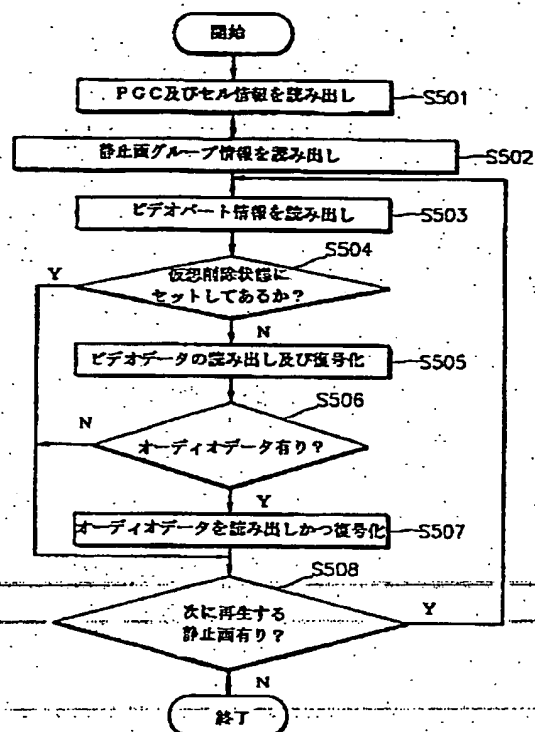 開始
PGC及びセル情報を読み出し
S501
静止画グループ情報を読み出し
S502
ビデオパート情報を読み出し
S503
S504
Y
仮想削除状態に
セットしてあるか?
N
ビデオデータの読み出し及び復号化
S505
S506
N
オーディオデータ有り?
Y
オーディオデータを読み出しかつ復号化
S507
S508
次に再生する
静止画有り?
Y
N
終了